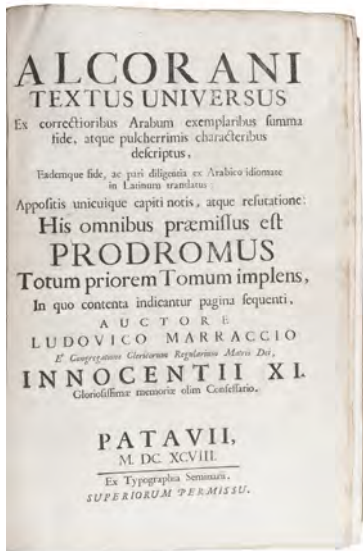 ALCORANI
TEXTUS UNIVERSUS
Ex correctioribus Arabum exemplaribus summa
fide, atque pulcherrimis characteribus
descriptus,
Eademque fide, ac pari diligentia ex Arabico idiomate
in Latinum translatus;
Appositis unicuique capiti notis, atque refutatione:
His omnibus præmissus est
PRODROMUS
Totum priorem Tomum implens,
In quo contenta indicantur pagina sequenti,
AUCTORE
LUDOVICO MARRACCIO
E' Congregatione Clericorum Regularium Matris Dei,
INNOCENTII XI.
Gloriosissimæ memoriæ olim Confessario.
PATAVII,
M. DC. XCVIII.
Ex Typographia Seminarii,
SUPERIORUM PERMISSU.